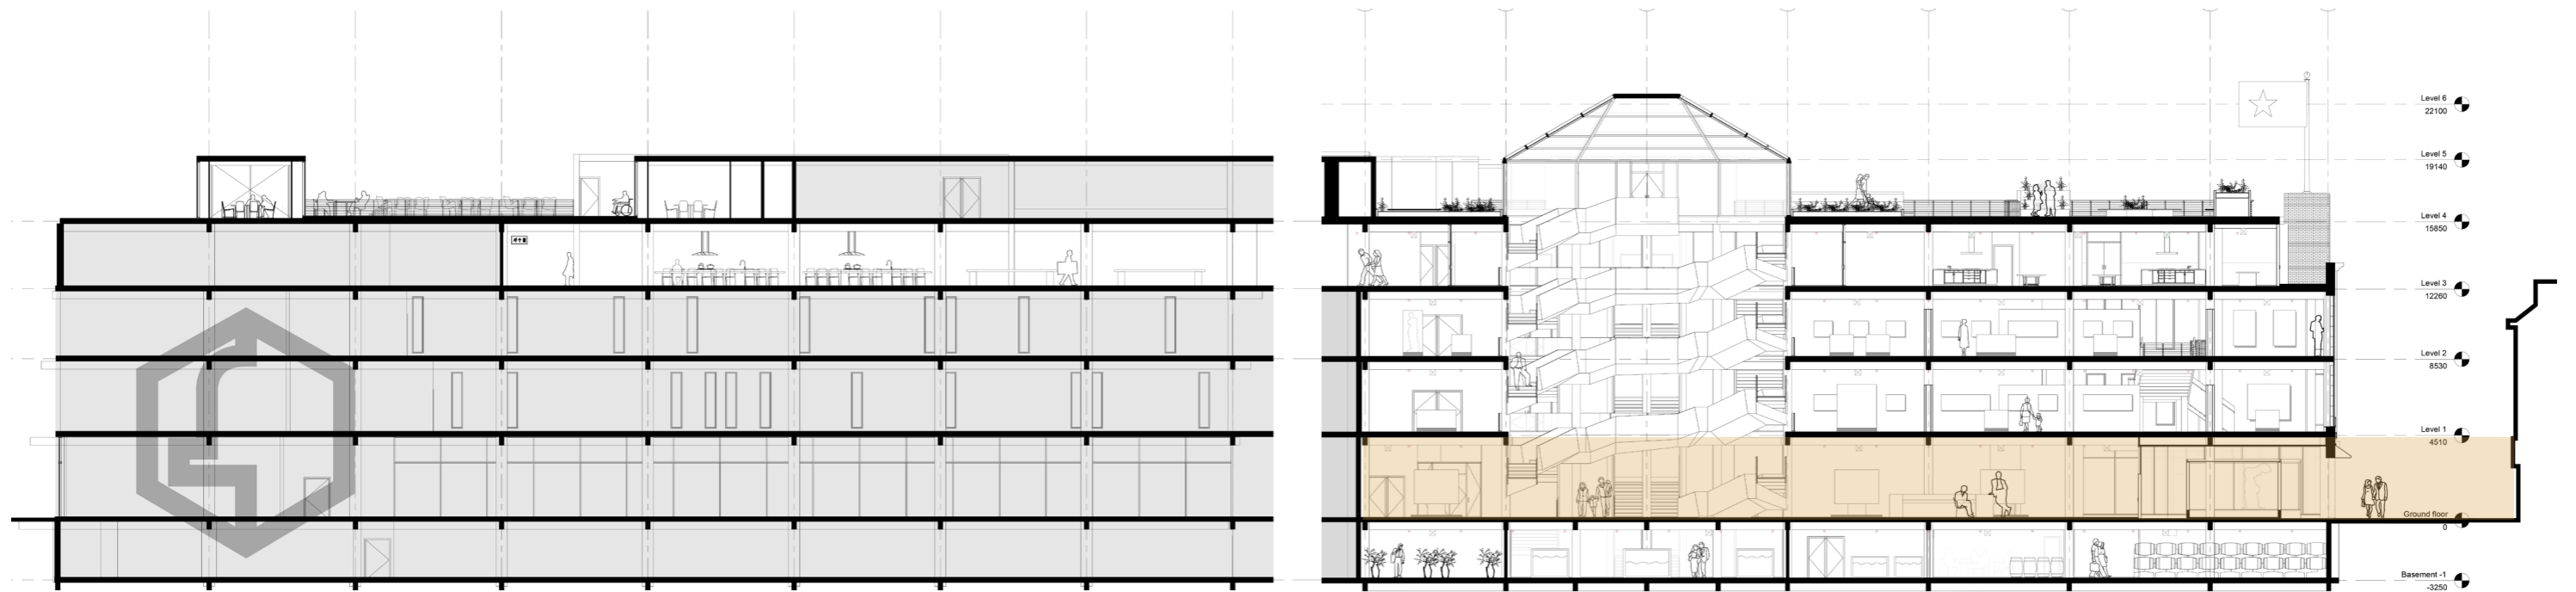 Level 6
22100
Level 5
19140
Level 4
15850
Level 3
12260
Level 2
8530
Level 1
4510
Ground floor
0
Basement -1
-3250